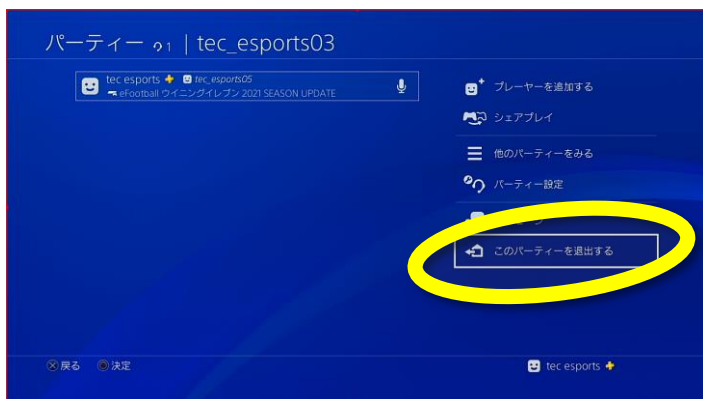 パーティー 1 | tec_esports03
tec esports tec_esports05
eFootball ウイニングイレブン 2021 SEASON UPDATE
プレーヤーを追加する
シェアプレイ
他のパーティーをみる
パーティー設定
このパーティーを退出する
戻る 決定
tec esports